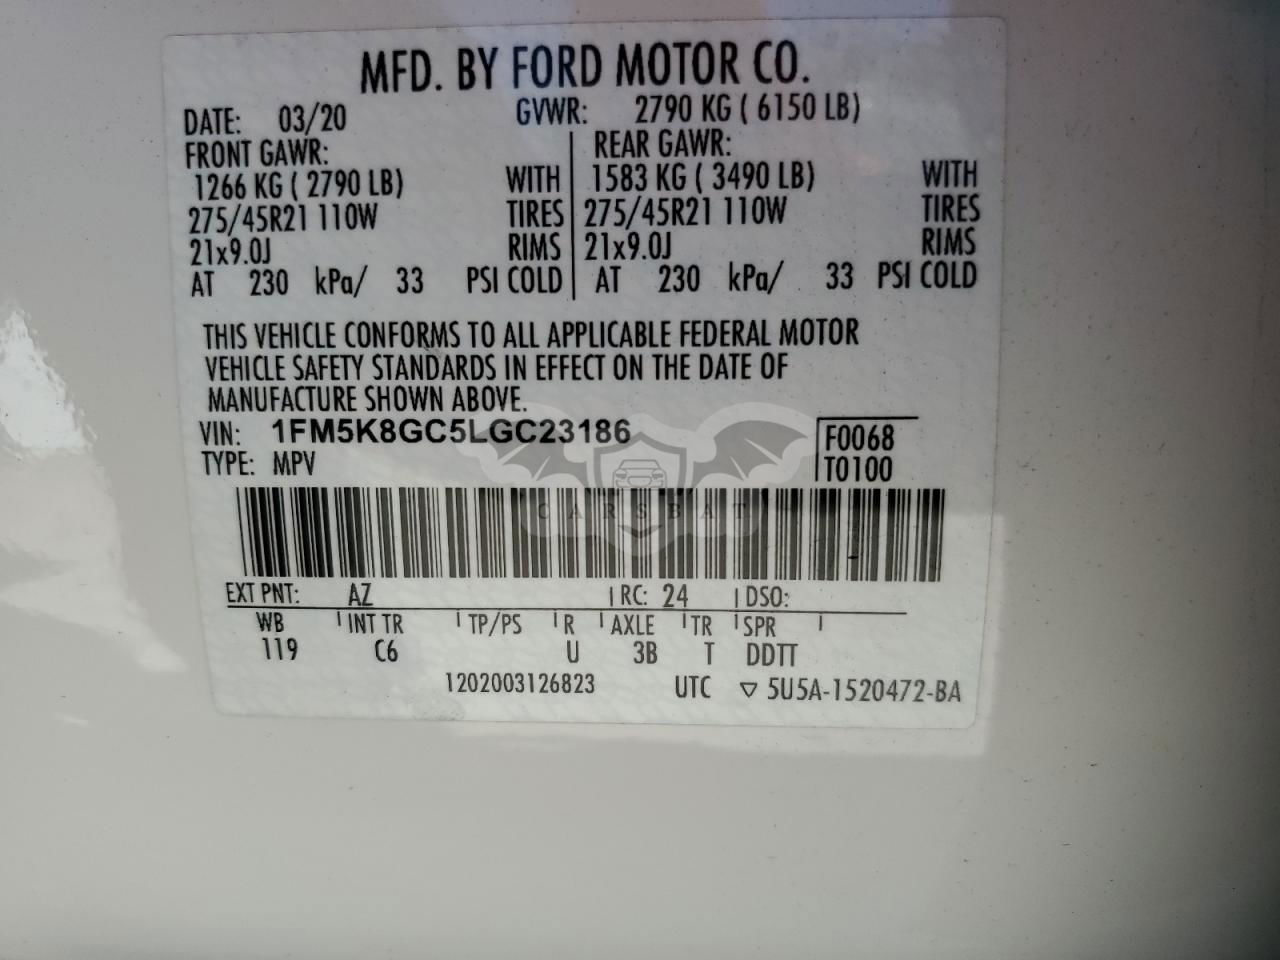 MFD. BY FORD MOTOR CO.
DATE: 03/20 GVWR: 2790 KG ( 6150 LB)
FRONT GAWR: REAR GAWR:
1266 KG ( 2790 LB) WITH 1583 KG ( 3490 LB) WITH
275/45R21 110W TIRES 275/45R21 110W TIRES
21x9.0J RIMS 21x9.0J RIMS
AT 230 kPa/ 33 PSI COLD AT 230 kPa/ 33 PSI COLD
THIS VEHICLE CONFORMS TO ALL APPLICABLE FEDERAL MOTOR
VEHICLE SAFETY STANDARDS IN EFFECT ON THE DATE OF
MANUFACTURE SHOWN ABOVE.
VIN: 1FM5K8GC5LGC23186 F0068
TYPE: MPV T0100
CARSBAT
EXT PNT: AZ RC: 24 DSO:
WB INT TR TP/PS R AXLE TR SPR
119 C6 U 3B T DDTT
1202003126823 UTC ▽ 5U5A-1520472-BA